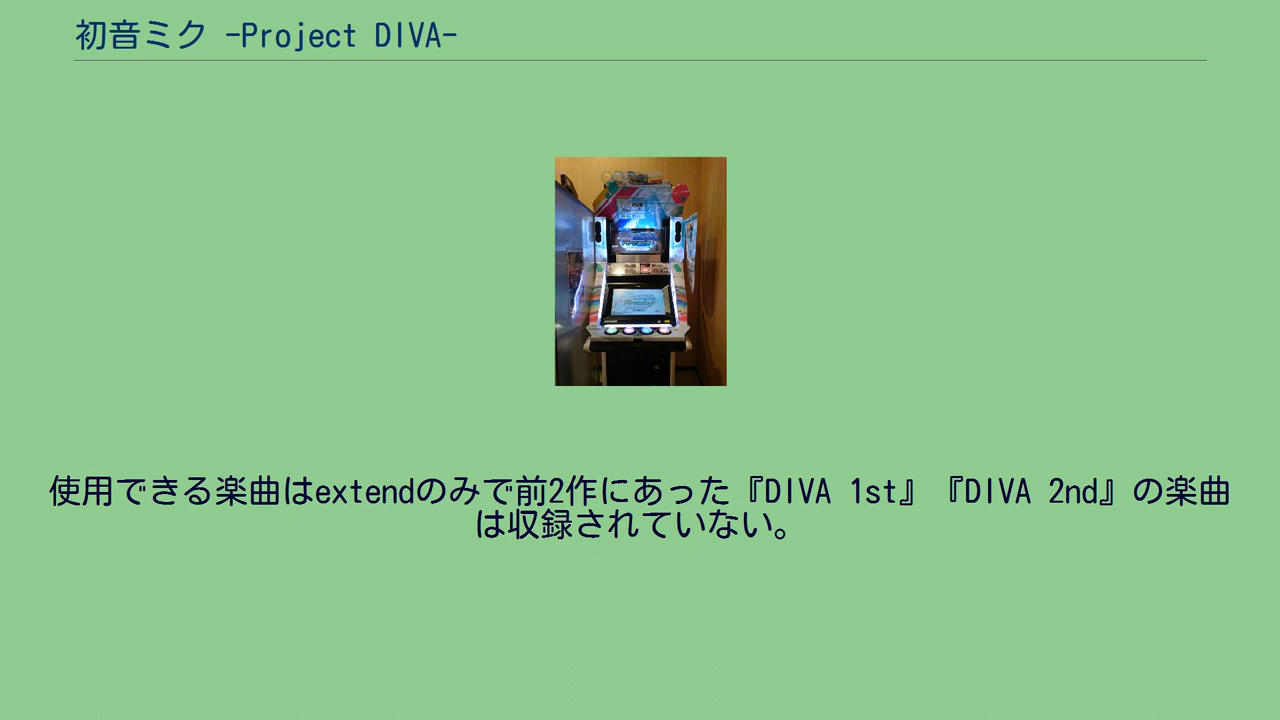 初音ミク -Project DIVA-
使用できる楽曲はextendのみで前2作にあった『DIVA 1st』『DIVA 2nd』の楽曲
は収録されていない。